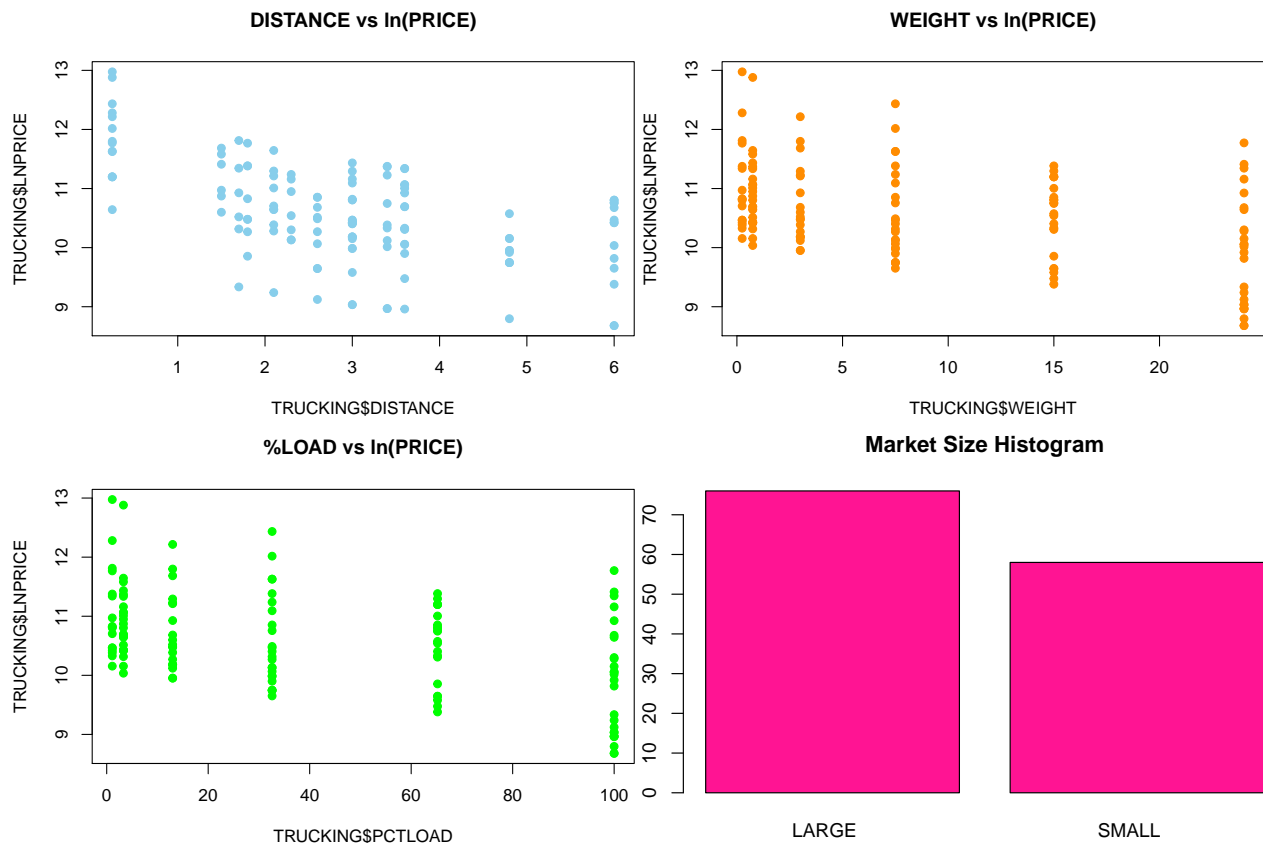 DISTANCE vs ln(PRICE)
TRUCKING$LNPRICE
13
12
11
10
9
1 2 3 4 5 6
TRUCKING$DISTANCE
WEIGHT vs ln(PRICE)
TRUCKING$LNPRICE
13
12
11
10
9
0 5 10 15 20
TRUCKING$WEIGHT
%LOAD vs ln(PRICE)
TRUCKING$LNPRICE
13
12
11
10
9
0 20 40 60 80 100
TRUCKING$PCTLOAD
Market Size Histogram
70
60
50
40
30
20
10
0
LARGE SMALL